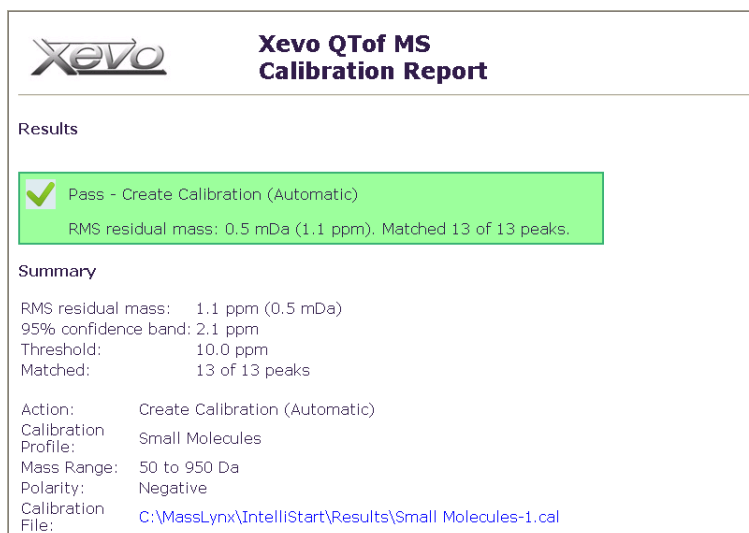 Xevo
Xevo QTof MS
Calibration Report
Results
Pass - Create Calibration (Automatic)
RMS residual mass: 0.5 mDa (1.1 ppm). Matched 13 of 13 peaks.
Summary
RMS residual mass: 1.1 ppm (0.5 mDa)
95% confidence band: 2.1 ppm
Threshold: 10.0 ppm
Matched: 13 of 13 peaks
Action: Create Calibration (Automatic)
Calibration
Profile: Small Molecules
Mass Range: 50 to 950 Da
Polarity: Negative
Calibration
File: C:\MassLynx\IntelliStart\Results\Small Molecules-1.cal